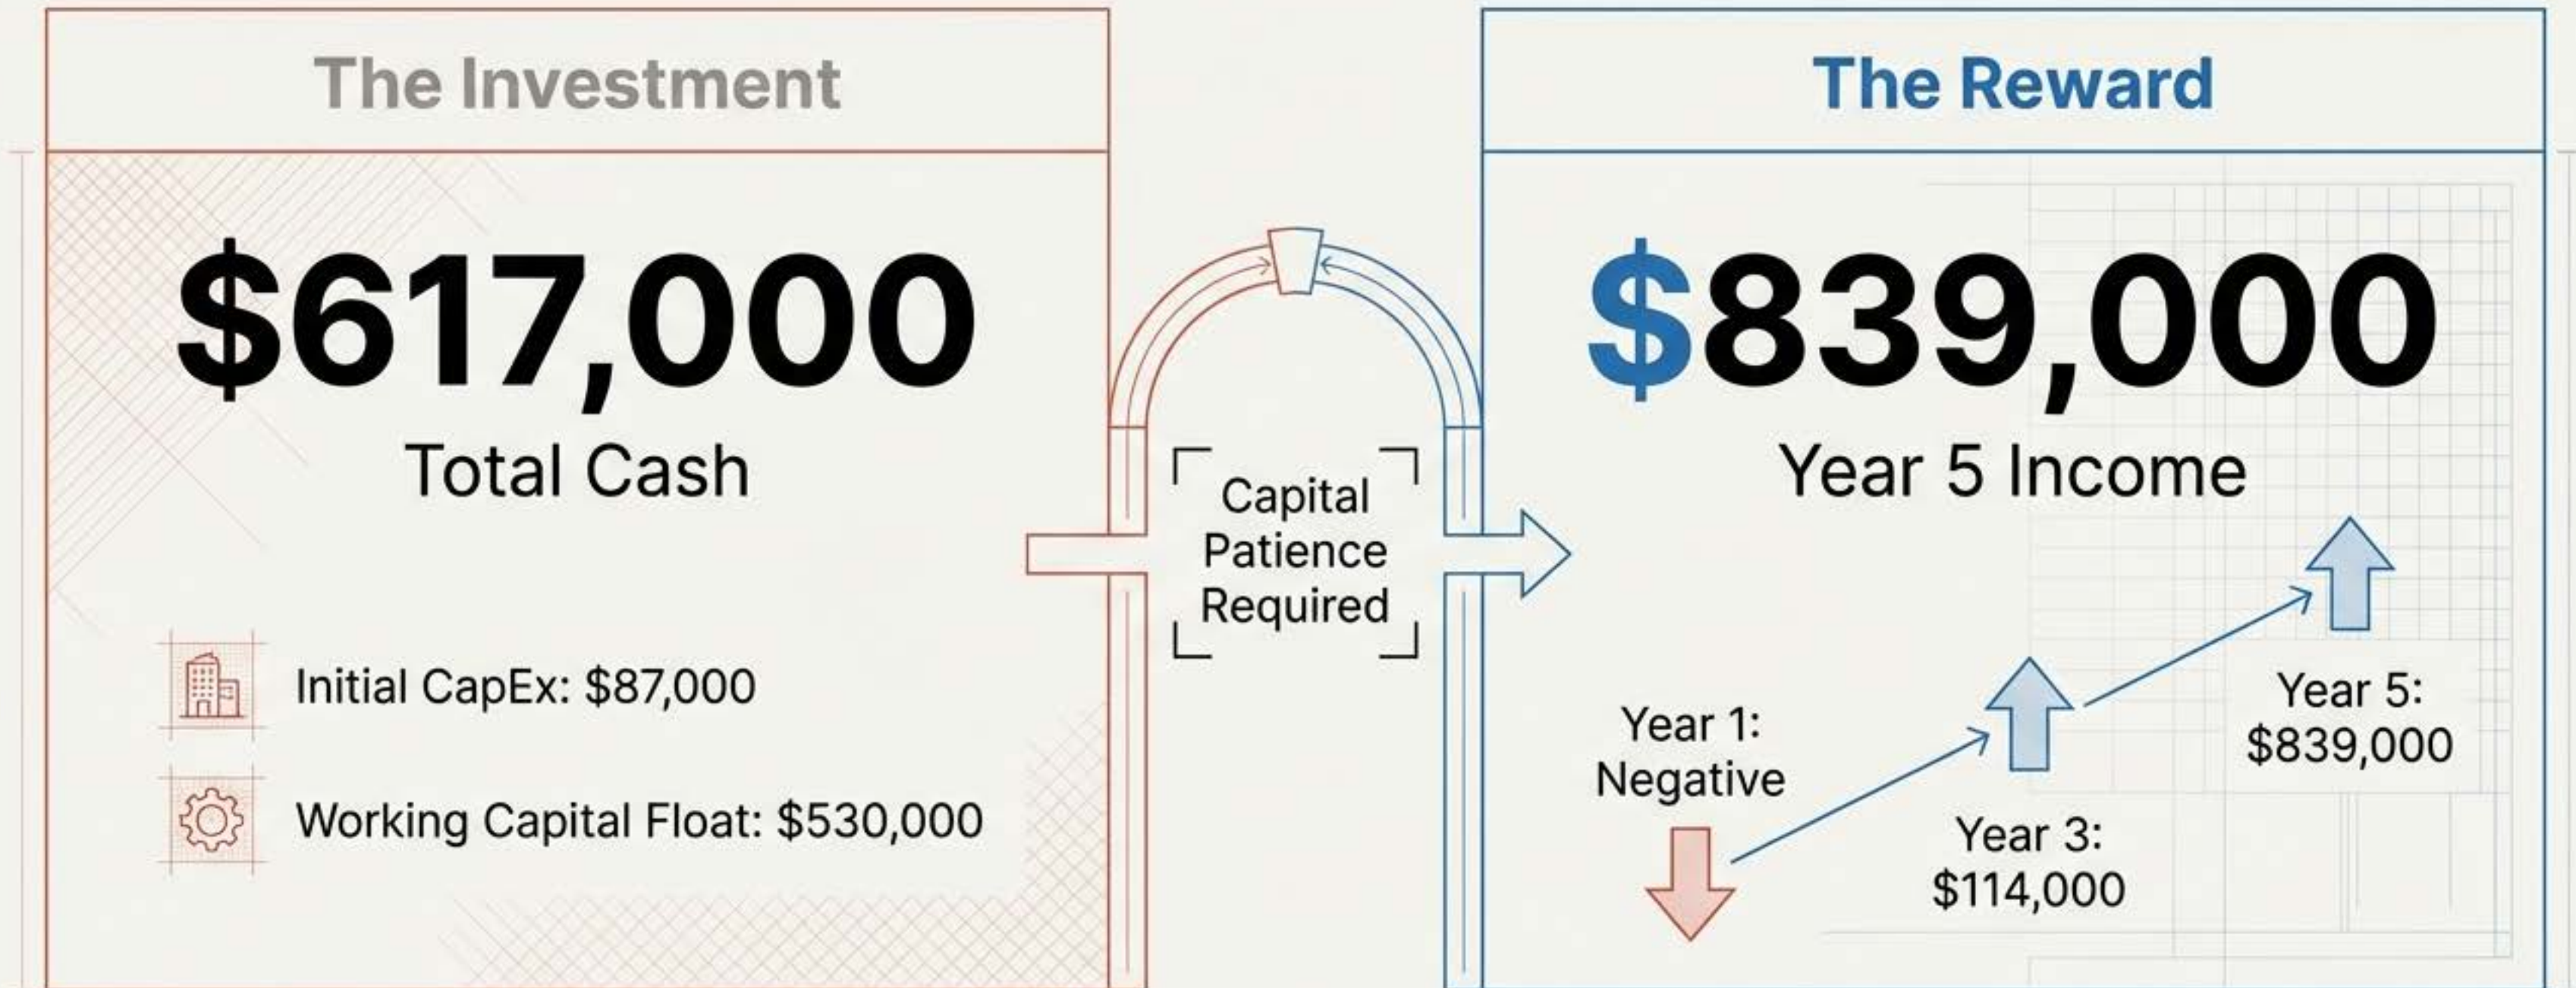 The Investment
$617,000
Total Cash
Initial CapEx: $87,000
Working Capital Float: $530,000
Capital
Patience
Required
The Reward
$839,000
Year 5 Income
Year 1:
Negative
Year 3:
$114,000
Year 5:
$839,000